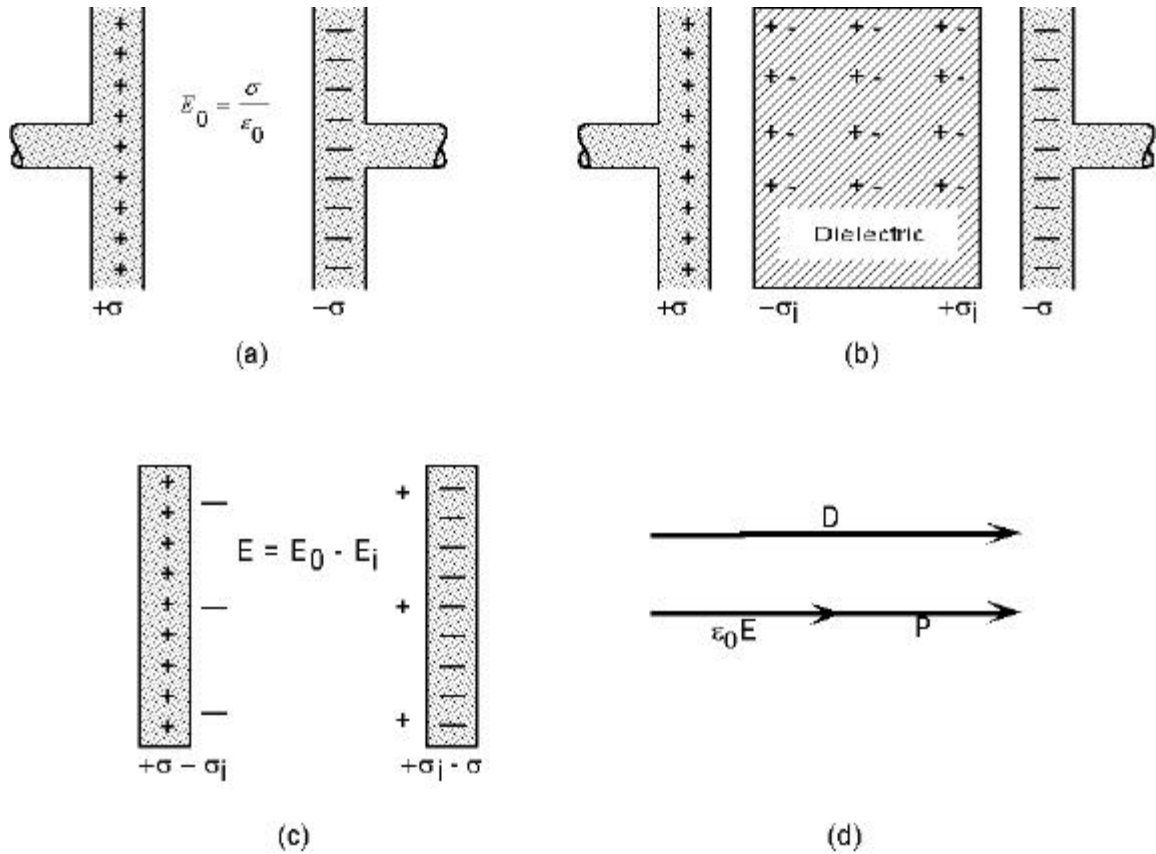 E₀ = σ/ε₀
+σ −σ
(a)
+ - + - + -
+ - + - + -
+ - + - + -
+ - + - + -
Dielectric
+σ −σᵢ +σᵢ −σ
(b)
E = E₀ - Eᵢ
+σ − σᵢ +σᵢ - σ
(c)
D
ε₀E P
(d)